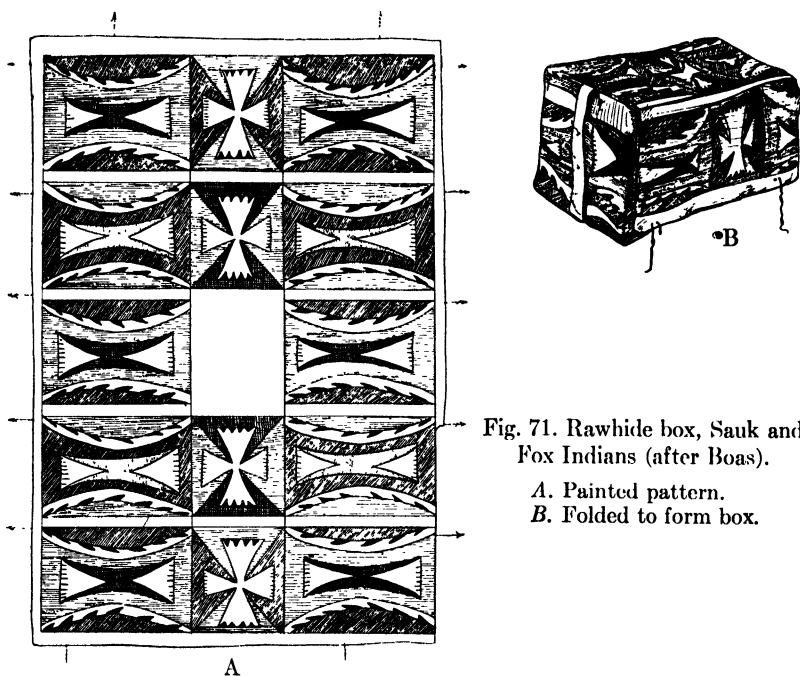 B
Fig. 71. Rawhide box, Sauk and
Fox Indians (after Boas).
A. Painted pattern.
B. Folded to form box.
A